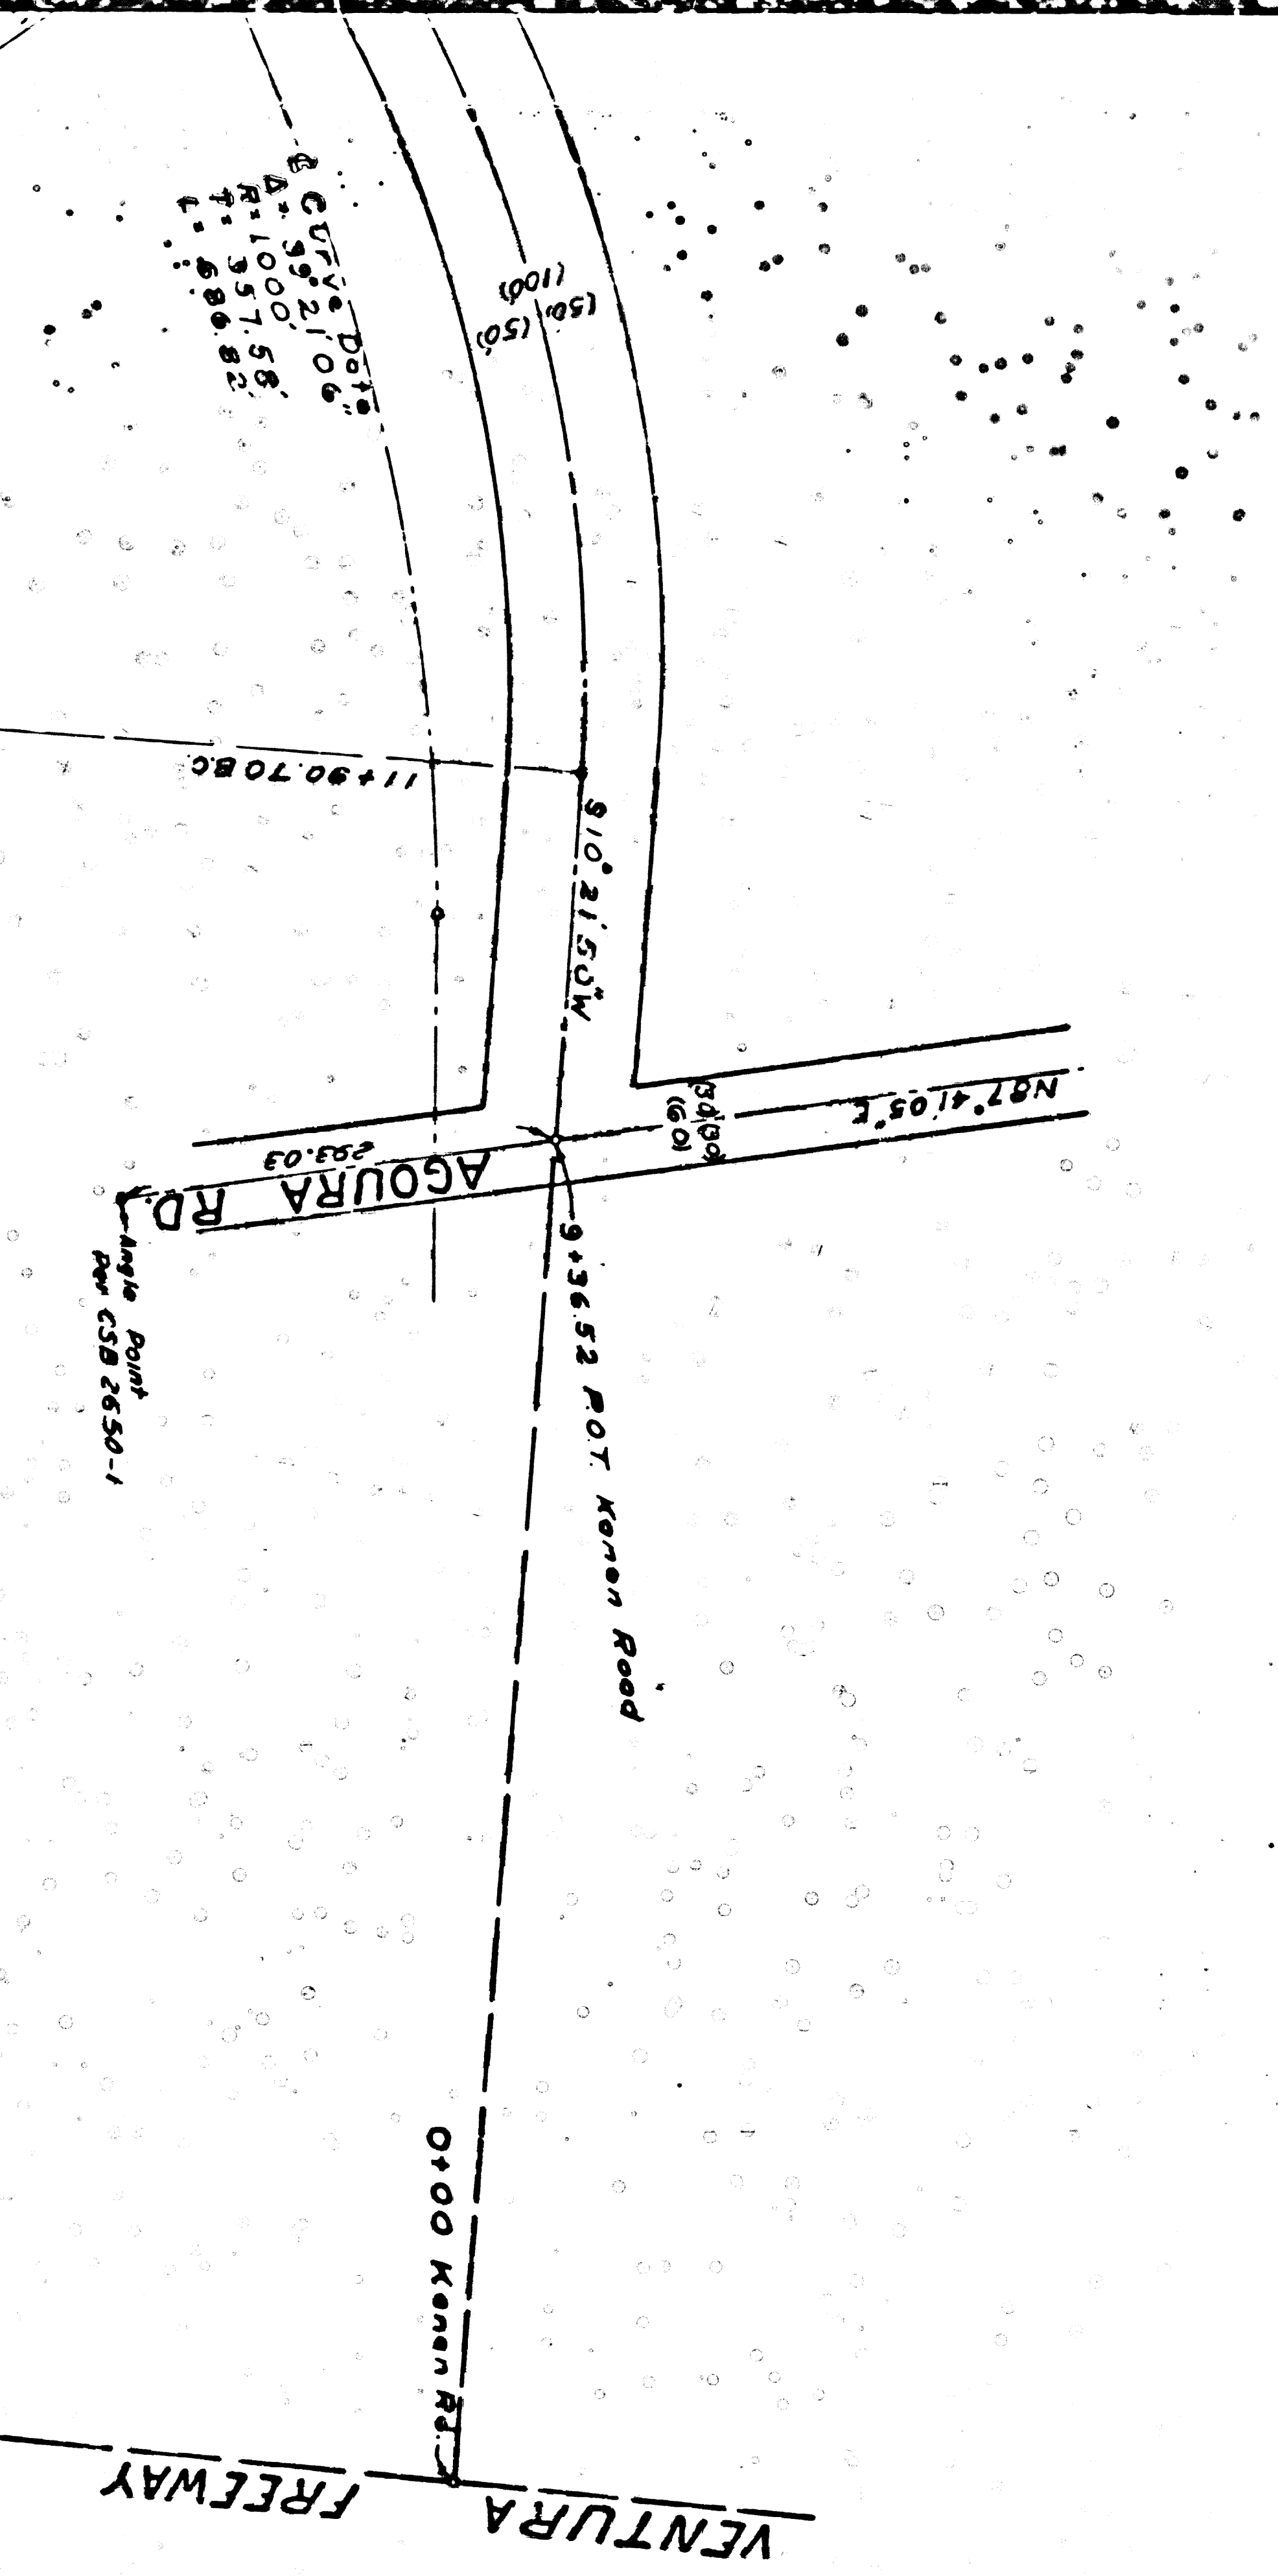 ℄ Curve Data
Δ= 39° 21' 06"
R= 1000'
T= 357.58'
L= 686.82'
(100')
(50') (50')
11+90.70 B.C.
S10° 21' 50" W
N87° 41' 05" E
(30') (30')
(60')
293.03
AGOURA RD.
Angle Point
Per CSB 2650-1
9+36.52 P.O.T. Kanan Road
0+00 Kanan Rd.
VENTURA FREEWAY